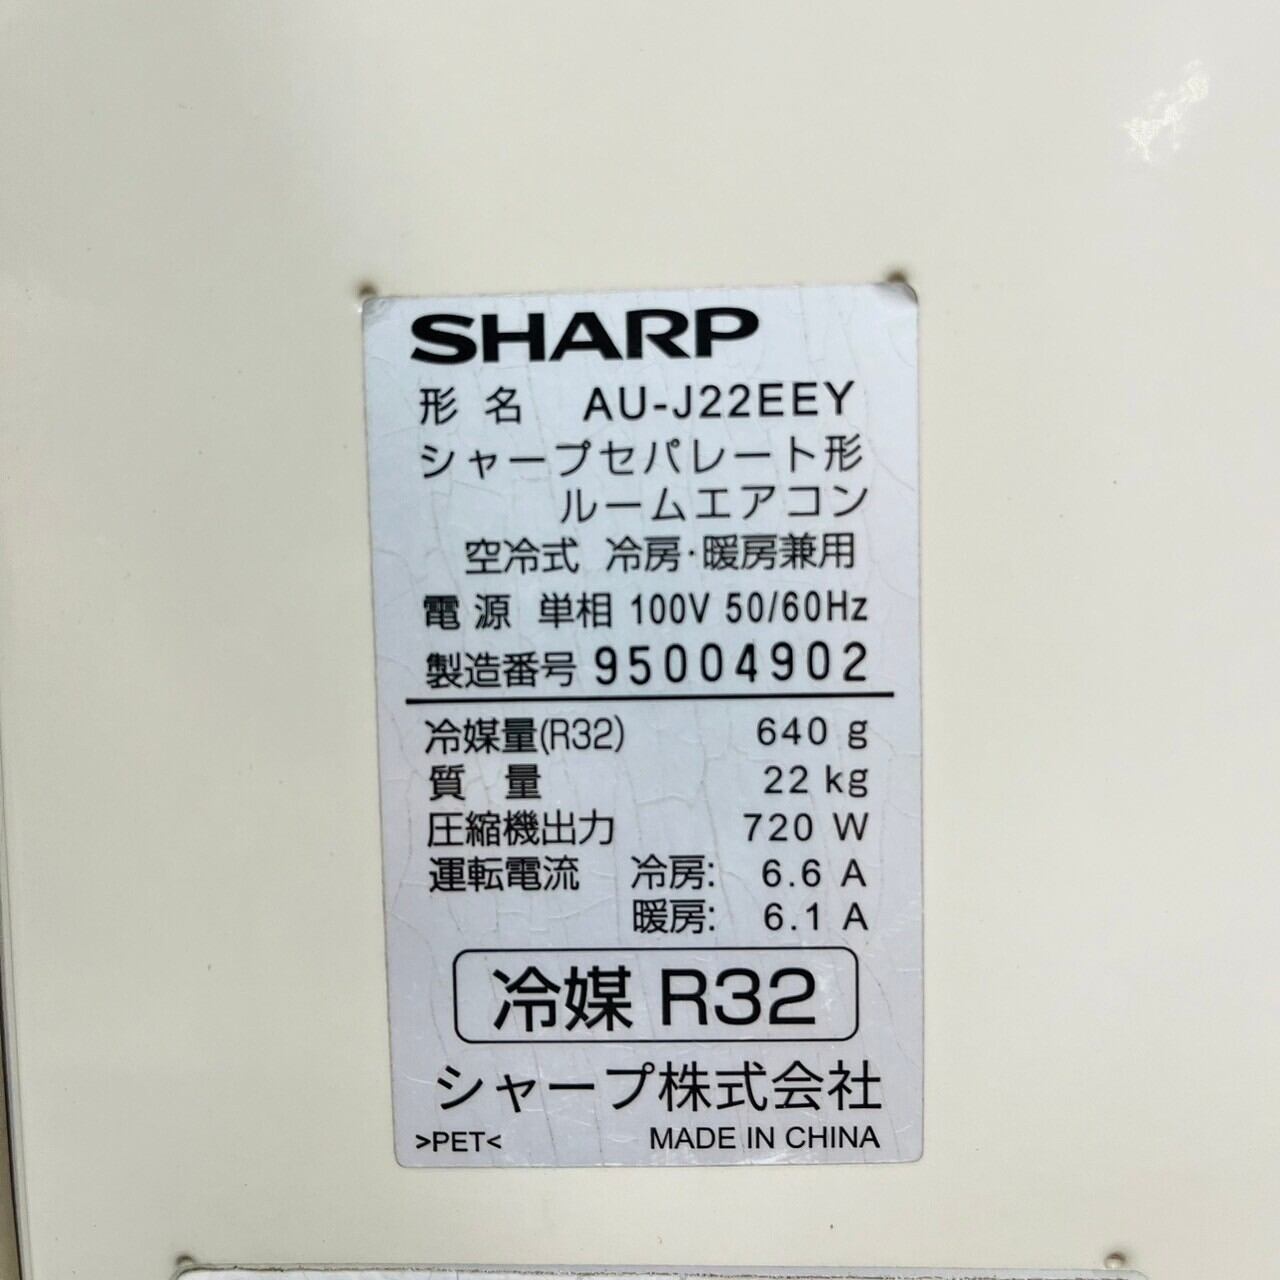 SHARP
形名 AU-J22EEY
シャープセパレート形
ルームエアコン
空冷式 冷房・暖房兼用
電源 単相 100V 50/60Hz
製造番号 95004902
冷媒量(R32) 640 g
質量 22 kg
圧縮機出力 720 W
運転電流 冷房: 6.6 A
暖房: 6.1 A
冷媒 R32
シャープ株式会社
>PET< MADE IN CHINA